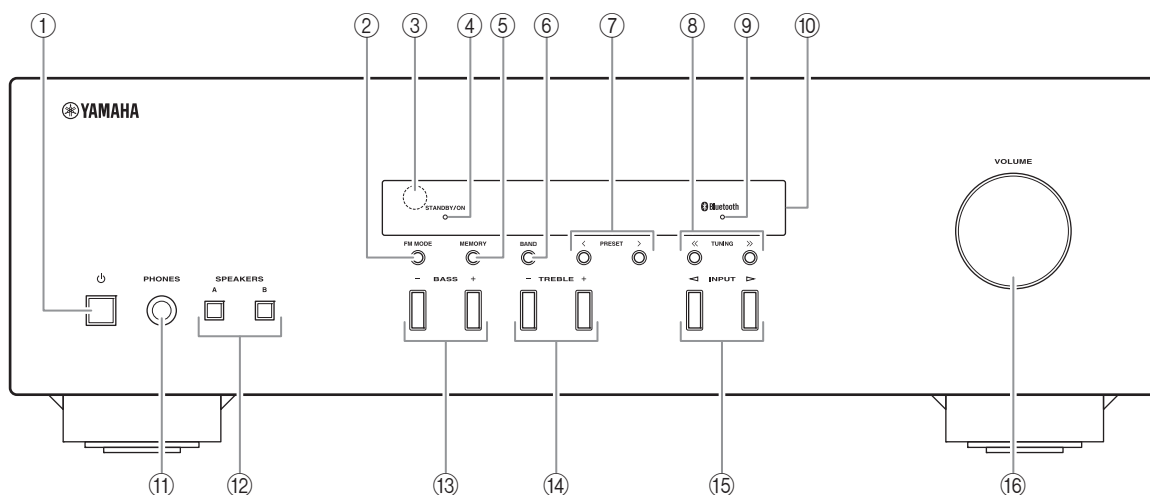 ① ② ③ ④ ⑤ ⑥ ⑦ ⑧ ⑨ ⑩
YAMAHA
VOLUME
STANDBY/ON
Bluetooth
FM MODE MEMORY BAND < PRESET > « TUNING »
PHONES SPEAKERS − BASS + − TREBLE + ◅ INPUT ▻
A B
⑪ ⑫ ⑬ ⑭ ⑮ ⑯